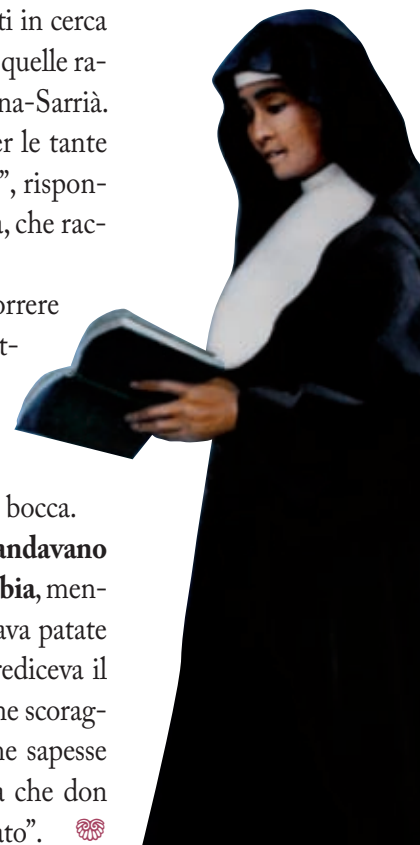 ti in cerca
quelle ra-
na-Sarrià.
er le tante
”, rispon-
, che rac-
orrere
t-
bocca.
andavano
bia, men-
ava patate
rediceva il
ne scorag-
ne sapesse
a che don
ato”.